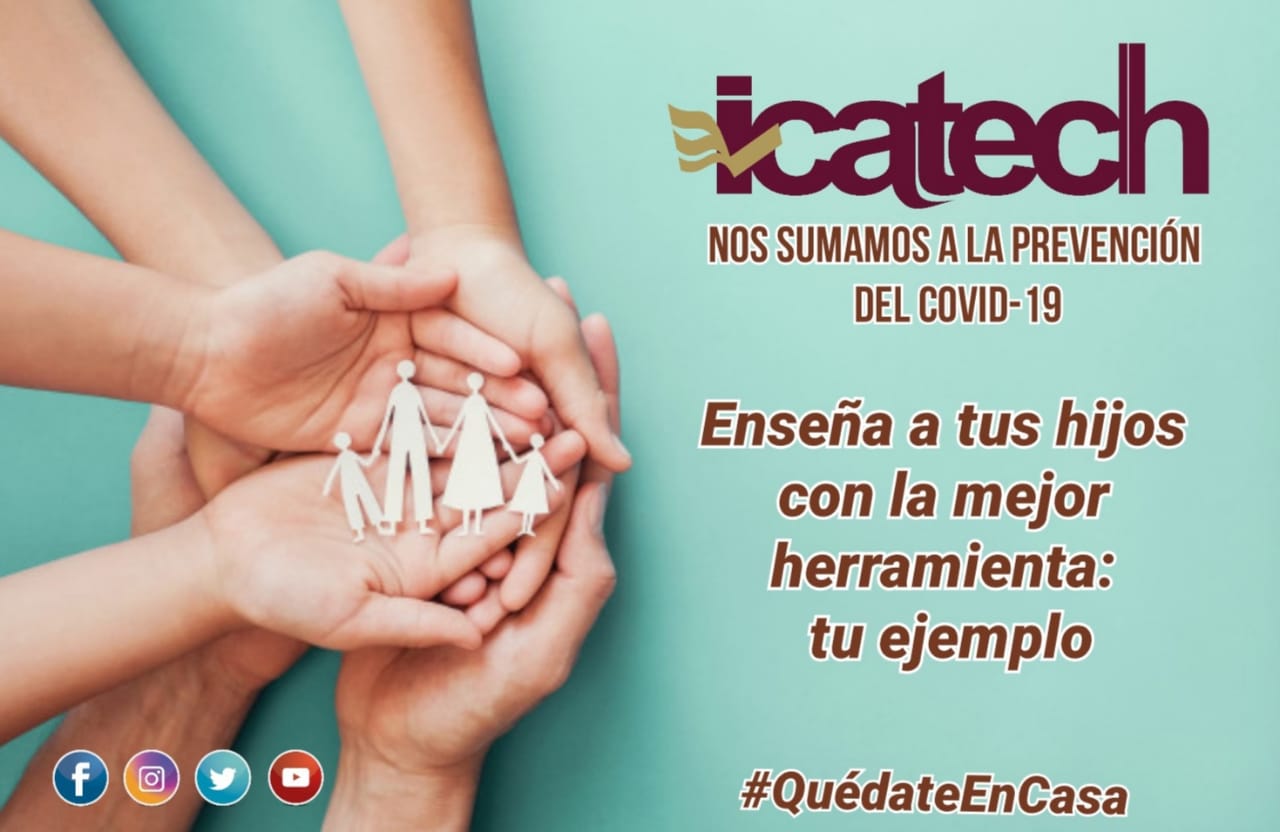 icatech
NOS SUMAMOS A LA PREVENCIÓN
DEL COVID-19
Enseña a tus hijos
con la mejor
herramienta:
tu ejemplo
#QuédateEnCasa